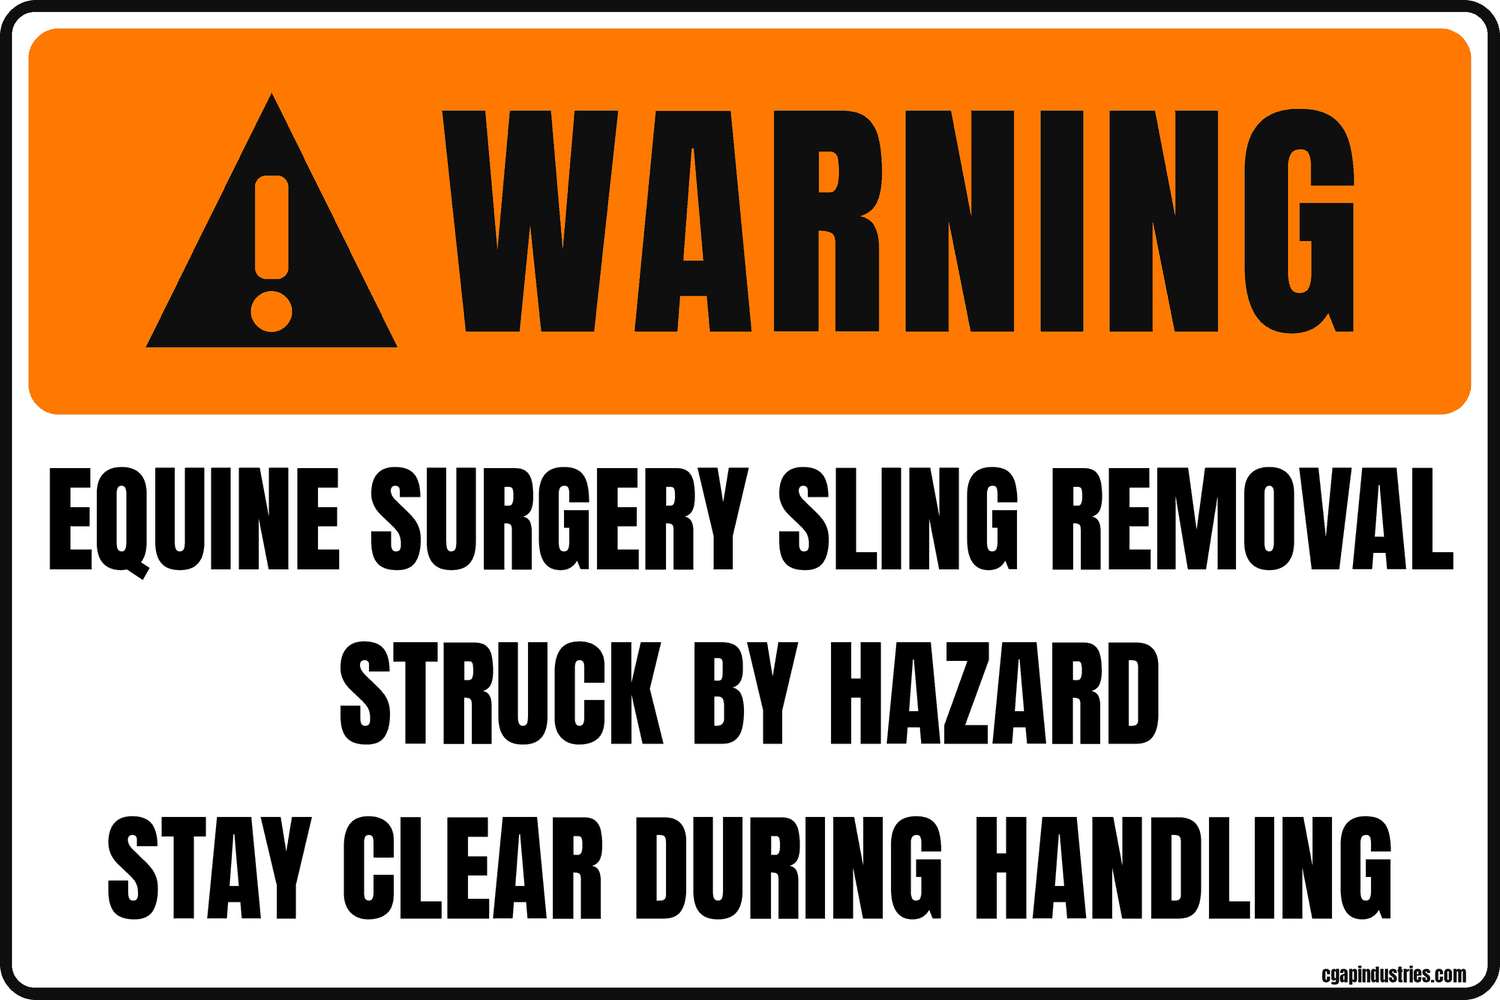 WARNING
EQUINE SURGERY SLING REMOVAL
STRUCK BY HAZARD
STAY CLEAR DURING HANDLING
cgapindustries.com